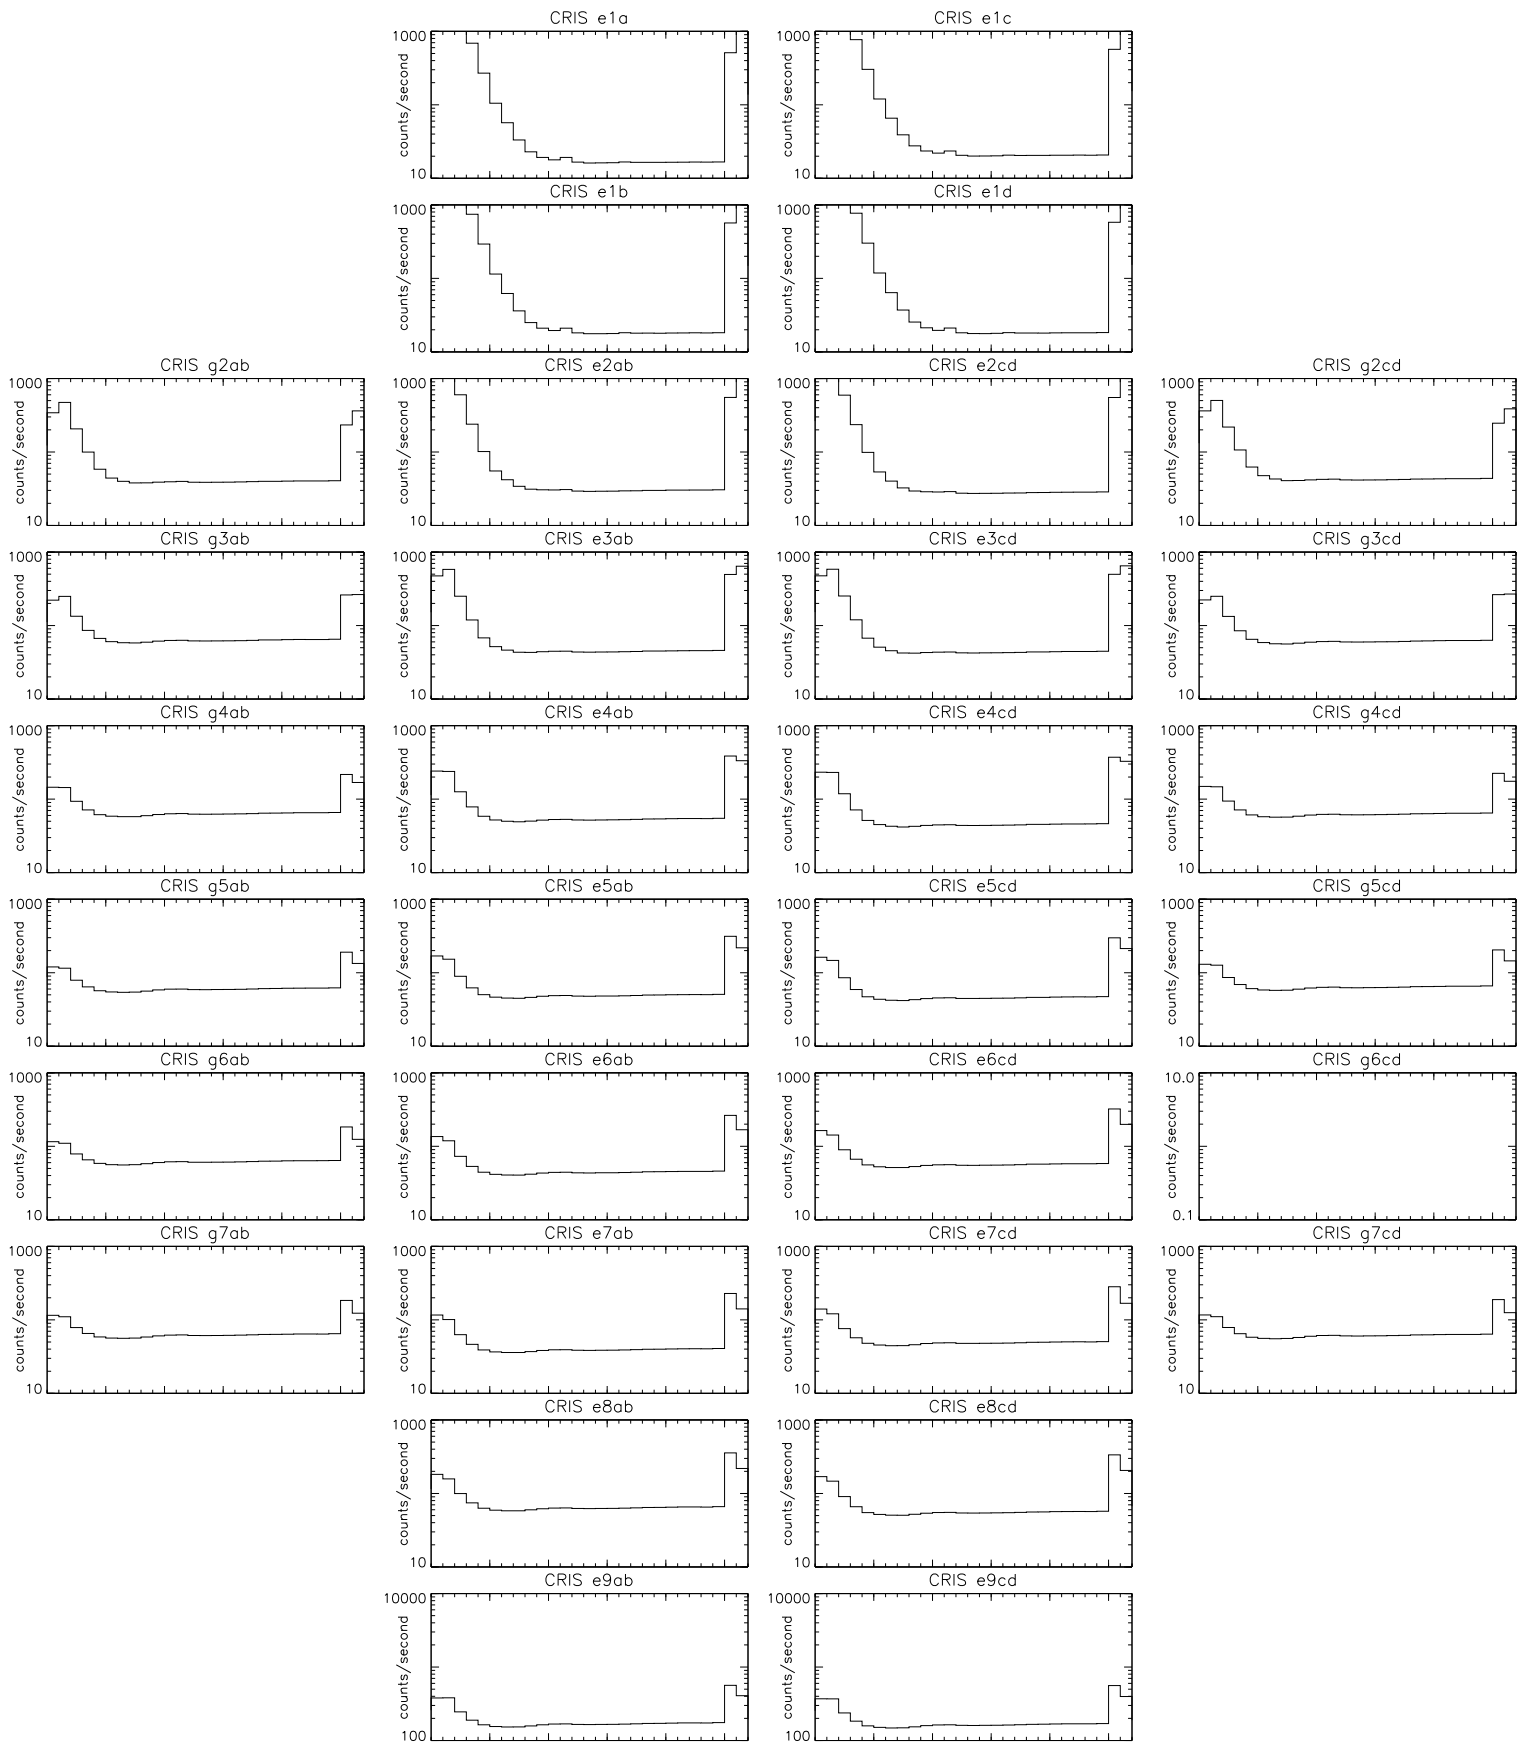 CRIS e1a
CRIS e1c
1000
counts/second
10
1000
counts/second
10
CRIS e1b
CRIS e1d
1000
counts/second
10
1000
counts/second
10
CRIS g2ab
CRIS e2ab
CRIS e2cd
CRIS g2cd
1000
counts/second
10
1000
counts/second
10
1000
counts/second
10
1000
counts/second
10
CRIS g3ab
CRIS e3ab
CRIS e3cd
CRIS g3cd
1000
counts/second
10
1000
counts/second
10
1000
counts/second
10
1000
counts/second
10
CRIS g4ab
CRIS e4ab
CRIS e4cd
CRIS g4cd
1000
counts/second
10
1000
counts/second
10
1000
counts/second
10
1000
counts/second
10
CRIS g5ab
CRIS e5ab
CRIS e5cd
CRIS g5cd
1000
counts/second
10
1000
counts/second
10
1000
counts/second
10
1000
counts/second
10
CRIS g6ab
CRIS e6ab
CRIS e6cd
CRIS g6cd
1000
counts/second
10
1000
counts/second
10
1000
counts/second
10
10.0
counts/second
0.1
CRIS g7ab
CRIS e7ab
CRIS e7cd
CRIS g7cd
1000
counts/second
10
1000
counts/second
10
1000
counts/second
10
1000
counts/second
10
CRIS e8ab
CRIS e8cd
1000
counts/second
10
1000
counts/second
10
CRIS e9ab
CRIS e9cd
10000
counts/second
100
10000
counts/second
100